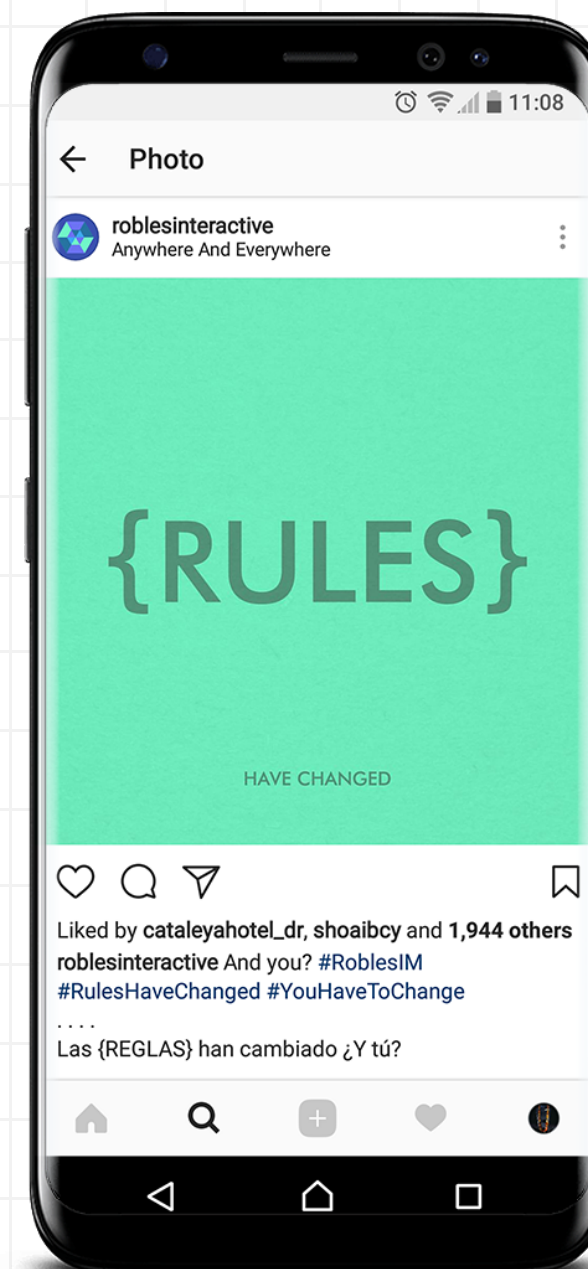 11:08
Photo
roblesinteractive
Anywhere And Everywhere
{RULES}
HAVE CHANGED
Liked by cataleyahotel_dr, shoaibcy and 1,944 others
roblesinteractive And you? #RoblesIM
#RulesHaveChanged #YouHaveToChange
. . . .
Las {REGLAS} han cambiado ¿Y tú?